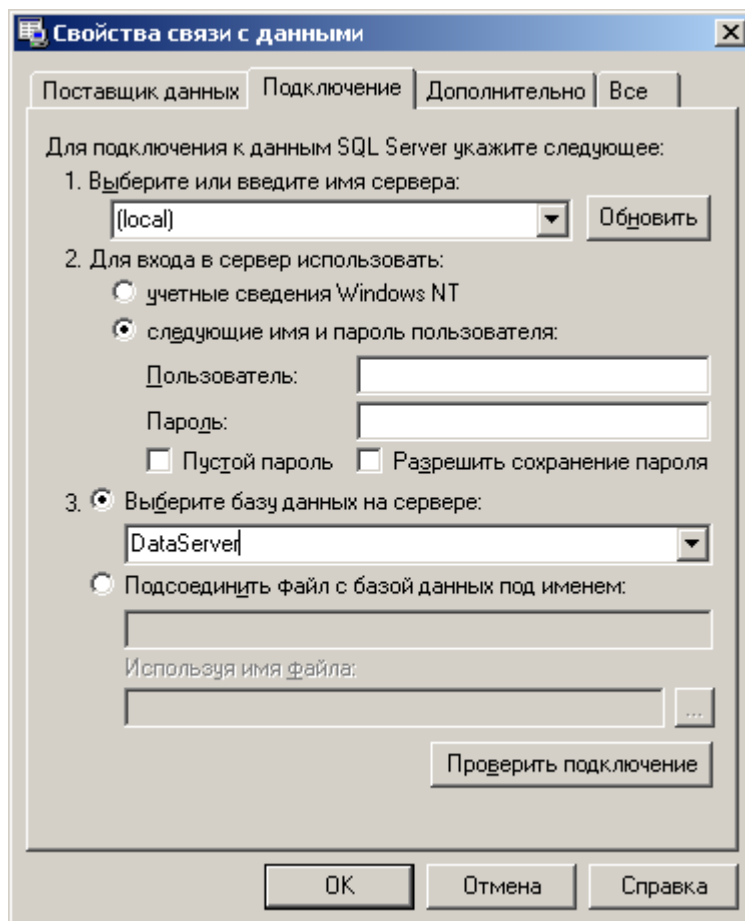 Свойства связи с данными
Поставщик данных Подключение Дополнительно Все
Для подключения к данным SQL Server укажите следующее:
1. Выберите или введите имя сервера:
(local) Обновить
2. Для входа в сервер использовать:
учетные сведения Windows NT
следующие имя и пароль пользователя:
Пользователь:
Пароль:
Пустой пароль Разрешить сохранение пароля
3. Выберите базу данных на сервере:
DataServer
Подсоединить файл с базой данных под именем:
Используя имя файла:
...
Проверить подключение
OK Отмена Справка